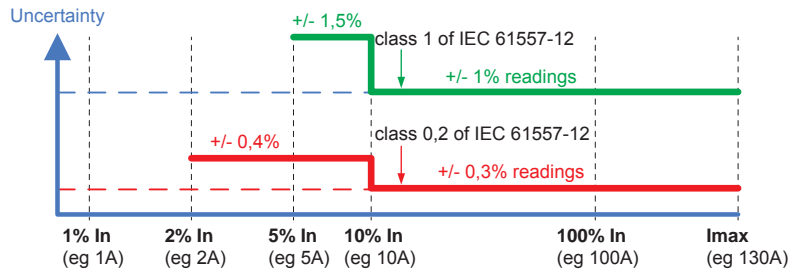 Uncertainty
+/- 1,5%
class 1 of IEC 61557-12
+/- 1% readings
class 0,2 of IEC 61557-12
+/- 0,4%
+/- 0,3% readings
1% In 2% In 5% In 10% In 100% In Imax
(eg 1A) (eg 2A) (eg 5A) (eg 10A) (eg 100A) (eg 130A)